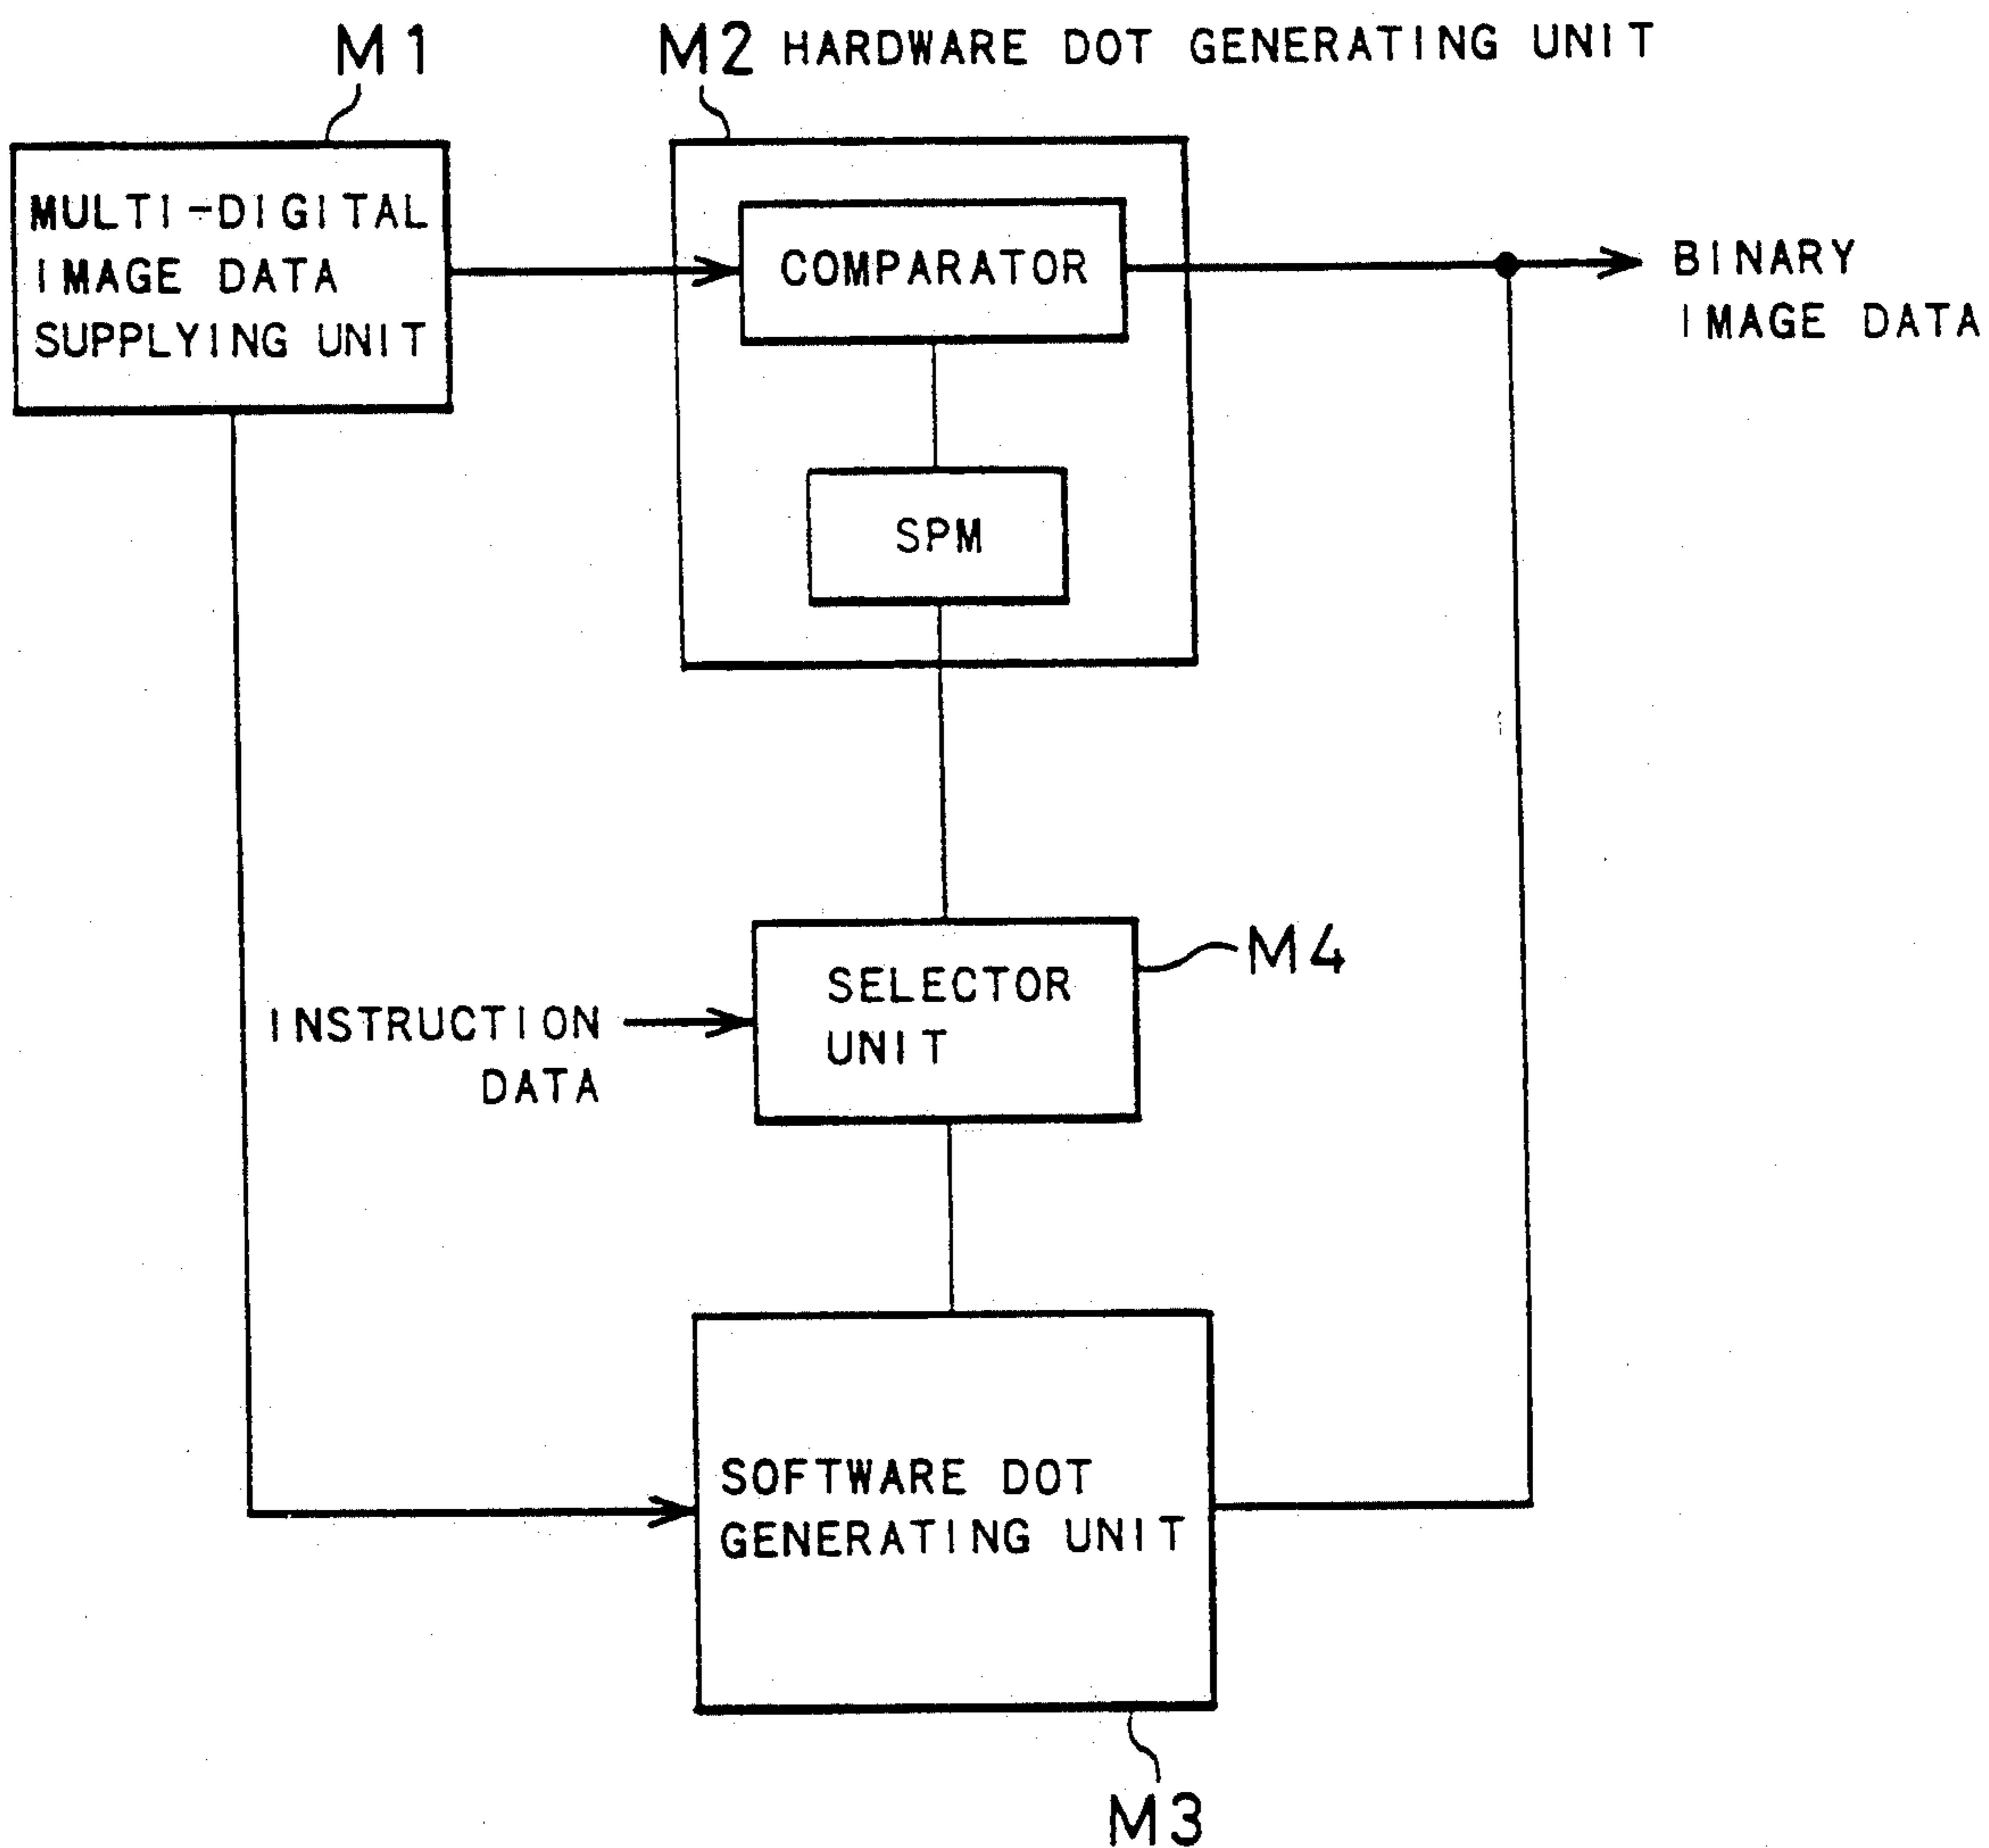 M1
M2 HARDWARE DOT GENERATING UNIT
MULTI-DIGITAL
IMAGE DATA
SUPPLYING UNIT
COMPARATOR
BINARY
IMAGE DATA
SPM
SELECTOR
UNIT
M4
INSTRUCTION
DATA
SOFTWARE DOT
GENERATING UNIT
M3